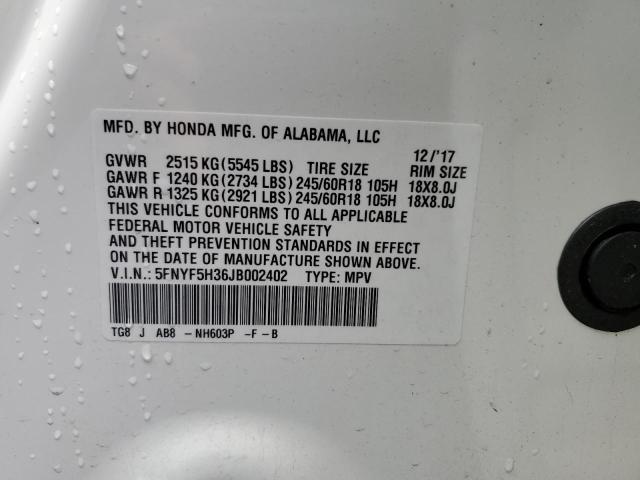 MFD. BY HONDA MFG. OF ALABAMA, LLC
12/'17
GVWR 2515 KG(5545 LBS) TIRE SIZE RIM SIZE
GAWR F 1240 KG(2734 LBS)245/60R18 105H 18X8.0J
GAWR R 1325 KG(2921 LBS)245/60R18 105H 18X8.0J
THIS VEHICLE CONFORMS TO ALL APPLICABLE
FEDERAL MOTOR VEHICLE SAFETY
AND THEFT PREVENTION STANDARDS IN EFFECT
ON THE DATE OF MANUFACTURE SHOWN ABOVE.
V.I.N.: 5FNYF5H36JB002402 TYPE: MPV
TG8 J AB8 -NH603P -F-B